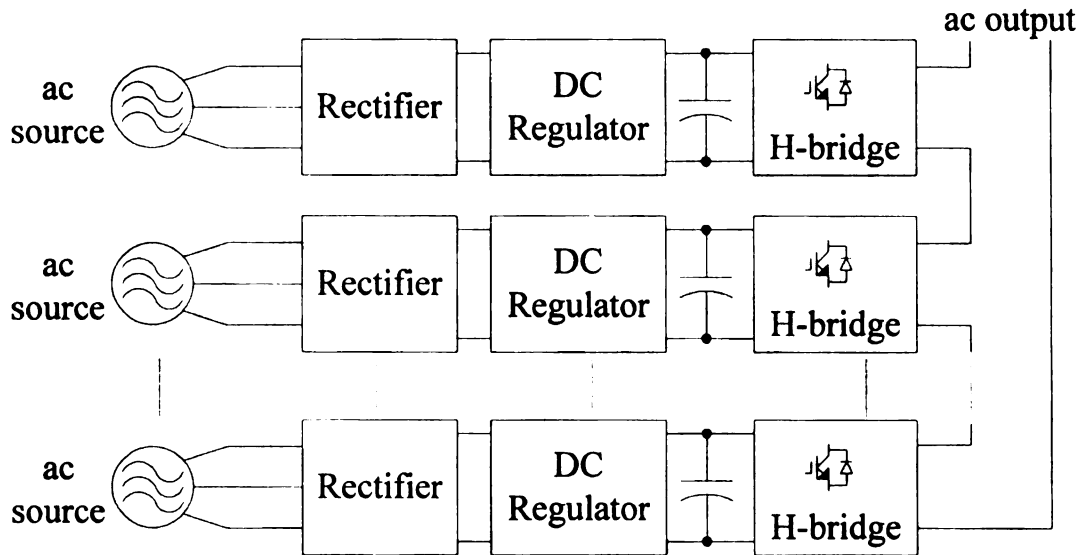 ac output
ac
source
Rectifier
DC
Regulator
H-bridge
ac
source
Rectifier
DC
Regulator
H-bridge
ac
source
Rectifier
DC
Regulator
H-bridge